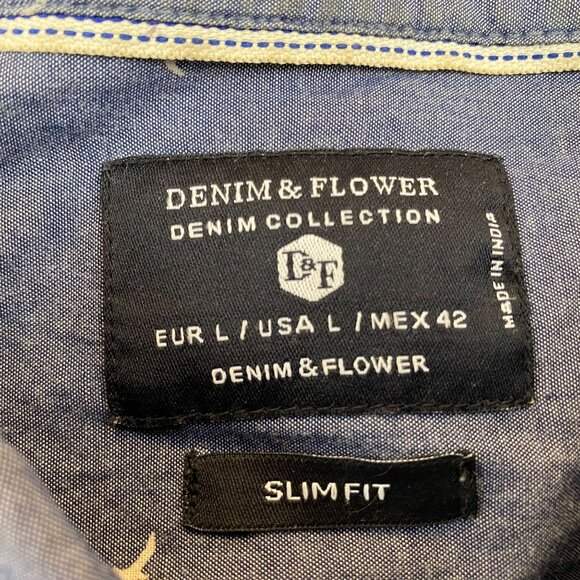 DENIM & FLOWER
DENIM COLLECTION
D&F
EUR L / USA L / MEX 42
DENIM & FLOWER
MADE IN INDIA
SLIM FIT